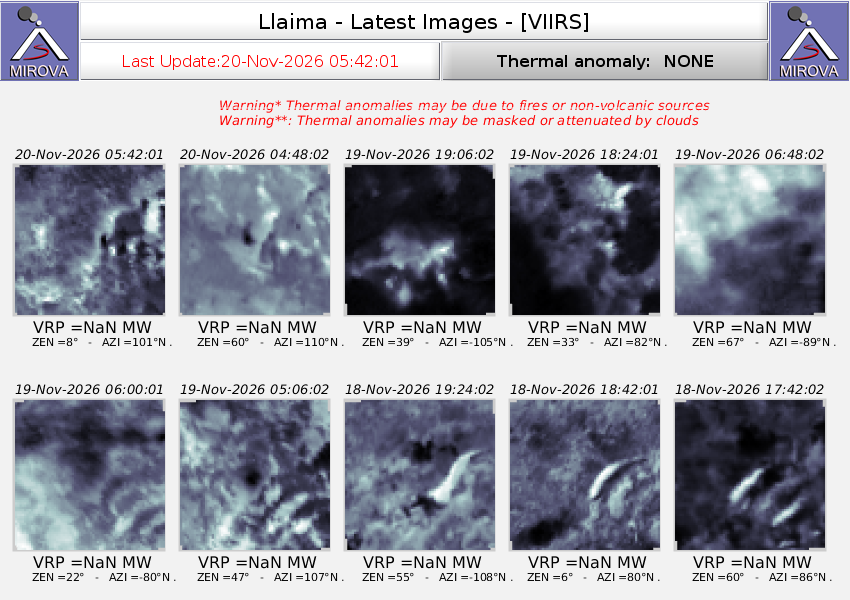 Llaima - Latest Images - [VIIRS]
MIROVA
Last Update:20-Nov-2026 05:42:01
Thermal anomaly: NONE
MIROVA
Warning* Thermal anomalies may be due to fires or non-volcanic sources
Warning**: Thermal anomalies may be masked or attenuated by clouds
20-Nov-2026 05:42:01
20-Nov-2026 04:48:02
19-Nov-2026 19:06:02
19-Nov-2026 18:24:01
19-Nov-2026 06:48:02
VRP =NaN MW
VRP =NaN MW
VRP =NaN MW
VRP =NaN MW
VRP =NaN MW
ZEN =8° - AZI =101°N .
ZEN =60° - AZI =110°N .
ZEN =39° - AZI =-105°N .
ZEN =33° - AZI =82°N .
ZEN =67° - AZI =-89°N .
19-Nov-2026 06:00:01
19-Nov-2026 05:06:02
18-Nov-2026 19:24:02
18-Nov-2026 18:42:01
18-Nov-2026 17:42:02
VRP =NaN MW
VRP =NaN MW
VRP =NaN MW
VRP =NaN MW
VRP =NaN MW
ZEN =22° - AZI =-80°N .
ZEN =47° - AZI =107°N .
ZEN =55° - AZI =-108°N .
ZEN =6° - AZI =80°N .
ZEN =60° - AZI =86°N .